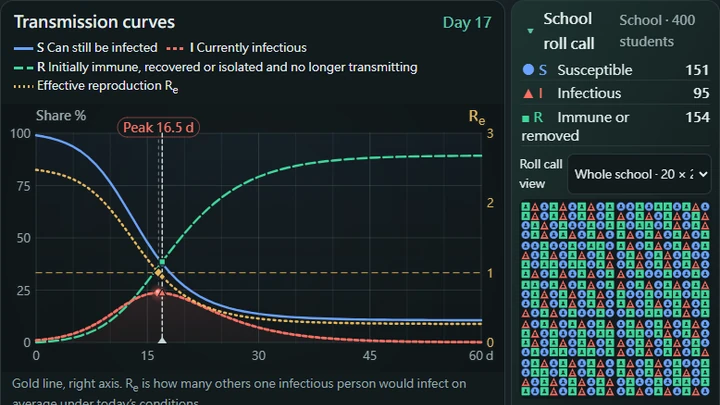 Transmission curves
Day 17
S Can still be infected
I Currently infectious
R Initially immune, recovered or isolated and no longer transmitting
Effective reproduction Re
Share %
Re
Peak 16.5 d
100
75
50
25
0
3
2
1
0
0
15
30
45
60 d
Gold line, right axis. Re is how many others one infectious person would infect on
average under today's conditions.
School
roll call
School · 400
students
S Susceptible 151
I Infectious 95
R Immune or
removed
154
Roll call
view
Whole school · 20 ×